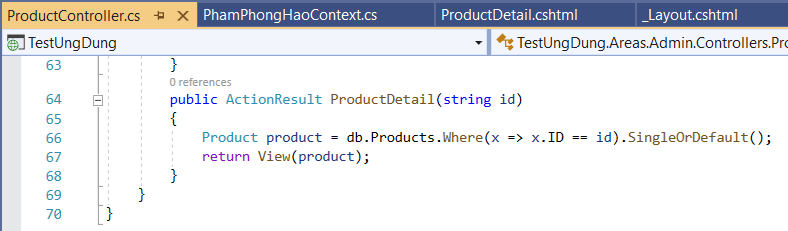 ProductController.cs PhamPhongHaoContext.cs ProductDetail.cshtml _Layout.cshtml
TestUngDung TestUngDung.Areas.Admin.Controllers.Pro
63 }
0 references
64 public ActionResult ProductDetail(string id)
65 {
66 Product product = db.Products.Where(x => x.ID == id).SingleOrDefault();
67 return View(product);
68 }
69 }
70 }